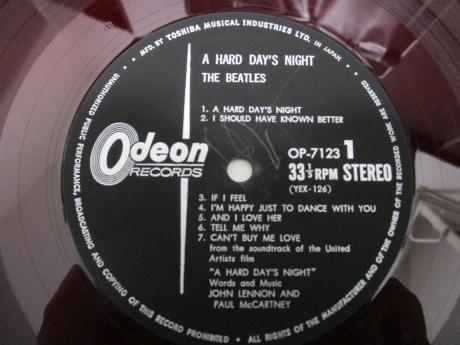 • MFD. BY TOSHIBA MUSICAL INDUSTRIES LTD. IN JAPAN •
ALL RIGHTS OF THE MANUFACTURER AND OF THE OWNER OF THE RECORDED WORK ARE RESERVED.
UNAUTHORIZED PUBLIC PERFORMANCE, BROADCASTING AND COPYING OF THIS RECORD PROHIBITED •
A HARD DAY'S NIGHT
THE BEATLES
1. A HARD DAY'S NIGHT
2. I SHOULD HAVE KNOWN BETTER
Odeon
RECORDS
OP-7123 1
33⅓RPM STEREO
(YEX-126)
3. IF I FEEL
4. I'M HAPPY JUST TO DANCE WITH YOU
5. AND I LOVE HER
6. TELL ME WHY
7. CAN'T BUY ME LOVE
from the soundtrack of the United
Artists film
"A HARD DAY'S NIGHT"
Words and Music
JOHN LENNON AND
PAUL McCARTNEY